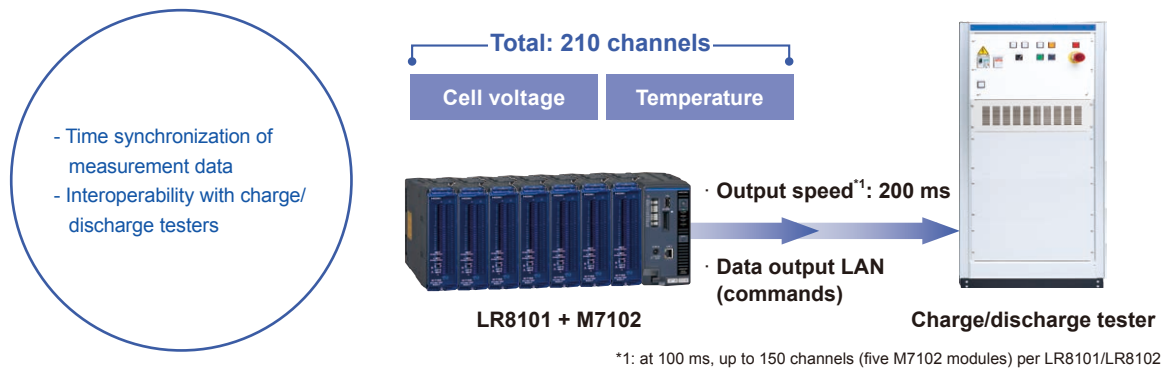 - Time synchronization of
measurement data
- Interoperability with charge/
discharge testers
Total: 210 channels
Cell voltage
Temperature
· Output speed*1: 200 ms
· Data output LAN
(commands)
LR8101 + M7102
Charge/discharge tester
*1: at 100 ms, up to 150 channels (five M7102 modules) per LR8101/LR8102